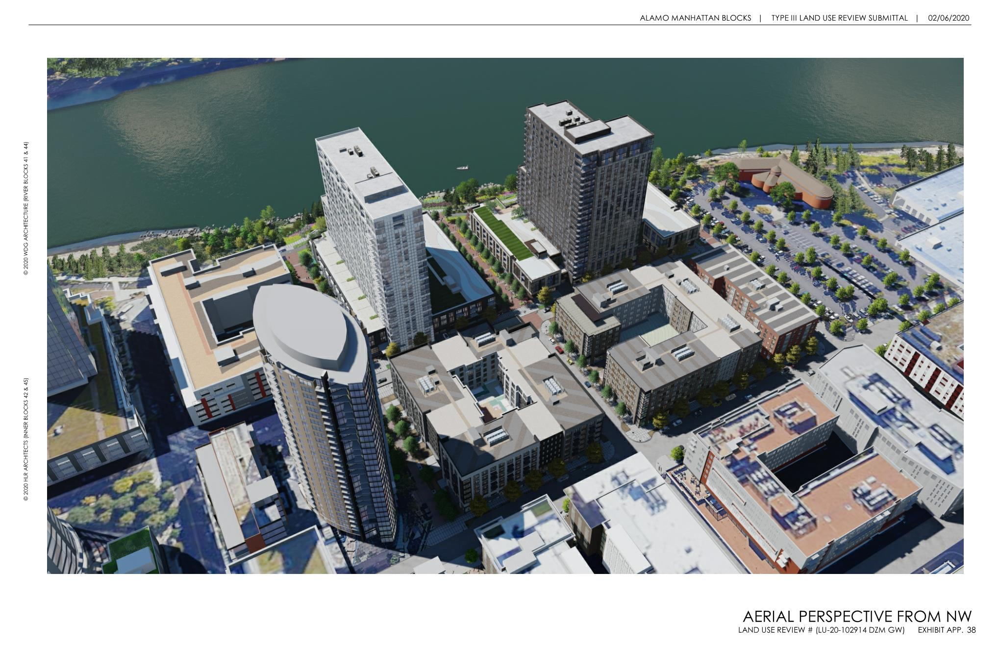 ALAMO MANHATTAN BLOCKS | TYPE III LAND USE REVIEW SUBMITTAL | 02/06/2020
© 2020 WDG ARCHITECTURE (RIVER BLOCKS 41 & 44)
© 2020 HLR ARCHITECTS (INNER BLOCKS 42 & 45)
AERIAL PERSPECTIVE FROM NW
LAND USE REVIEW # (LU-20-102914 DZM GW) EXHIBIT APP. 38